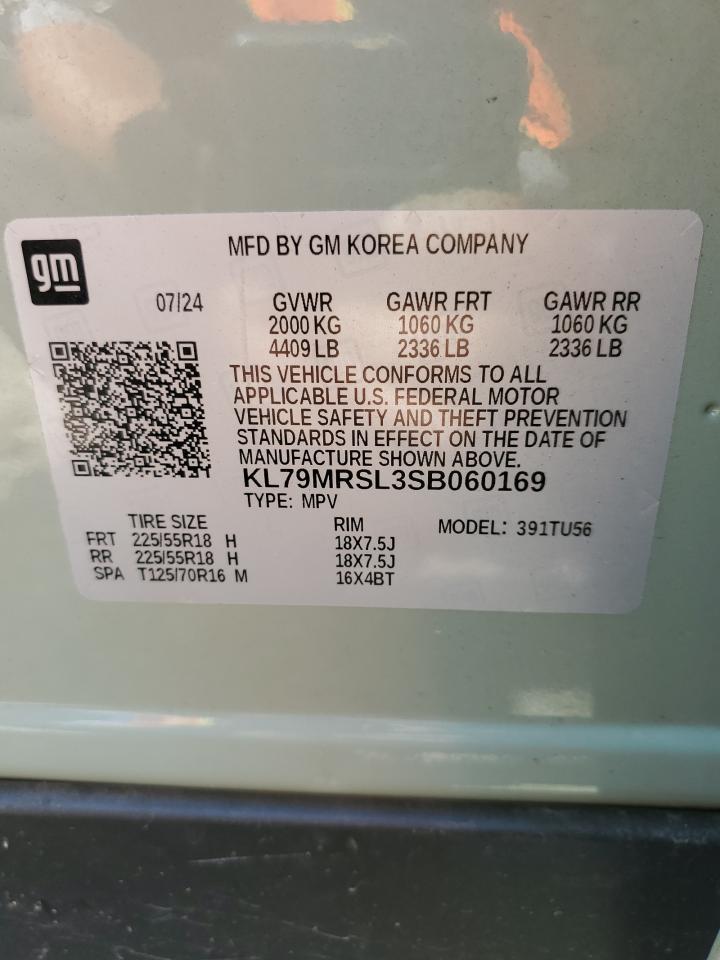 gm
MFD BY GM KOREA COMPANY
07/24 GVWR GAWR FRT GAWR RR
2000 KG 1060 KG 1060 KG
4409 LB 2336 LB 2336 LB
THIS VEHICLE CONFORMS TO ALL
APPLICABLE U.S. FEDERAL MOTOR
VEHICLE SAFETY AND THEFT PREVENTION
STANDARDS IN EFFECT ON THE DATE OF
MANUFACTURE SHOWN ABOVE.
KL79MRSL3SB060169
TYPE: MPV
TIRE SIZE RIM MODEL: 391TU56
FRT 225/55R18 H 18X7.5J
RR 225/55R18 H 18X7.5J
SPA T125/70R16 M 16X4BT